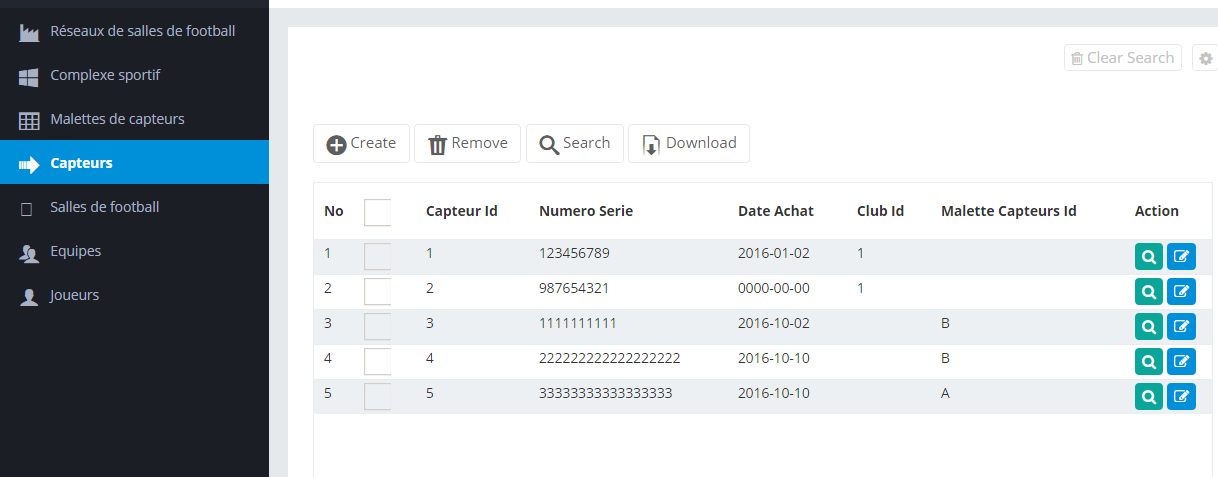 Réseaux de salles de football
Complexe sportif
Malettes de capteurs
Capteurs
Salles de football
Equipes
Joueurs
Clear Search
Create Remove Search Download
No Capteur Id Numero Serie Date Achat Club Id Malette Capteurs Id Action
1 1 123456789 2016-01-02 1
2 2 987654321 0000-00-00 1
3 3 1111111111 2016-10-02 B
4 4 222222222222222222 2016-10-10 B
5 5 33333333333333333 2016-10-10 A